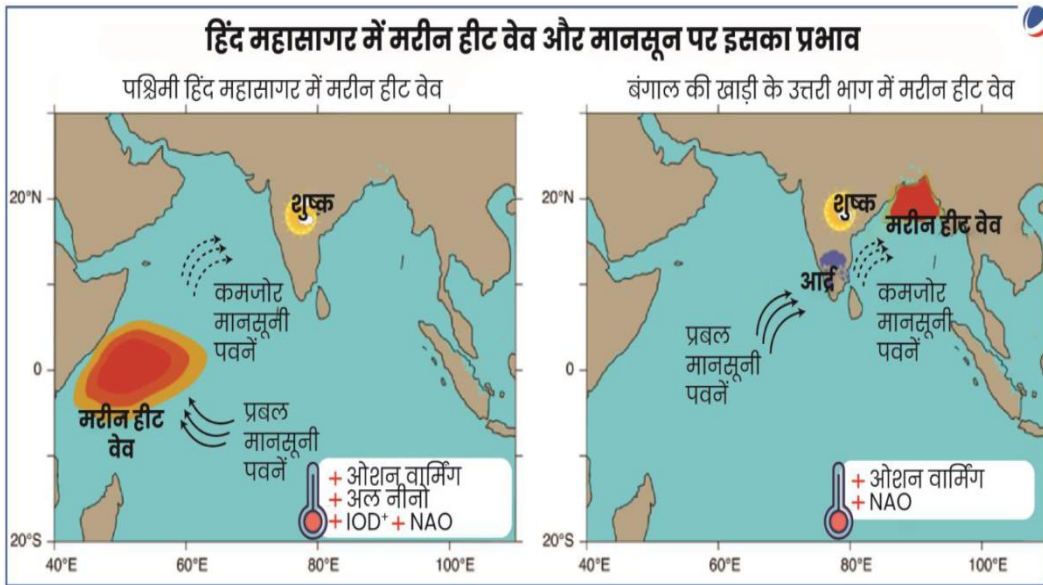 हिंद महासागर में मरीन हीट वेव और मानसून पर इसका प्रभाव
पश्चिमी हिंद महासागर में मरीन हीट वेव
20°N
0
20°S
40°E
60°E
80°E
100°E
शुष्क
कमजोर
मानसूनी
पवनें
मरीन हीट
वेव
प्रबल
मानसूनी
पवनें
+ ओशन वार्मिंग
+ अल नीनो
+ IOD⁺ + NAO
बंगाल की खाड़ी के उत्तरी भाग में मरीन हीट वेव
20°N
0
20°S
40°E
60°E
80°E
100°E
शुष्क
मरीन हीट वेव
आर्द्र
कमजोर
मानसूनी
पवनें
प्रबल
मानसूनी
पवनें
+ ओशन वार्मिंग
+ NAO